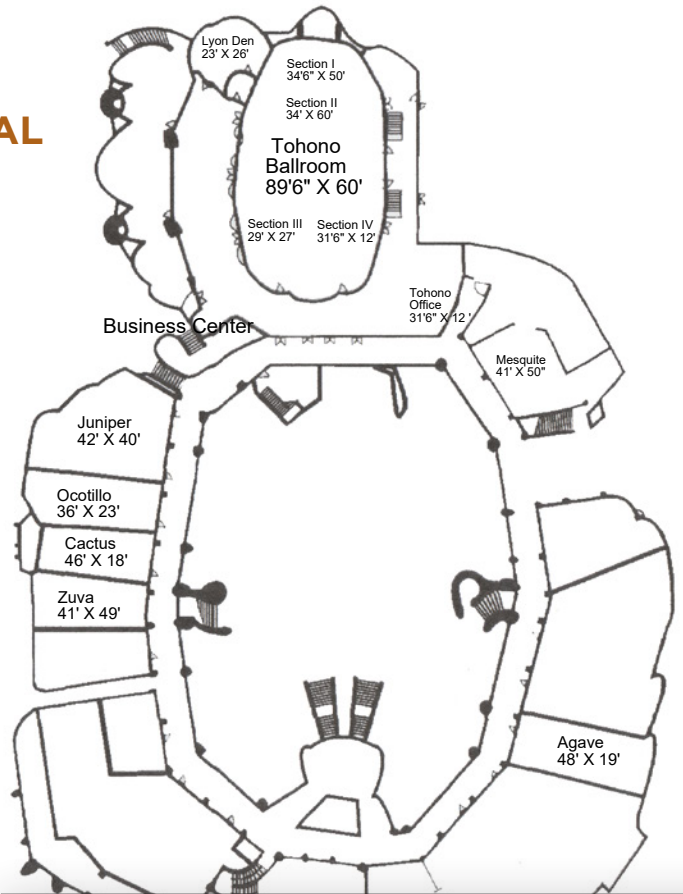 AL
Lyon Den
23' X 26'
Section I
34'6" X 50'
Section II
34' X 60'
Tohono
Ballroom
89'6" X 60'
Section III
29' X 27'
Section IV
31'6" X 12'
Tohono
Office
31'6" X 12 '
Business Center
Mesquite
41' X 50"
Juniper
42' X 40'
Ocotillo
36' X 23'
Cactus
46' X 18'
Zuva
41' X 49'
Agave
48' X 19'